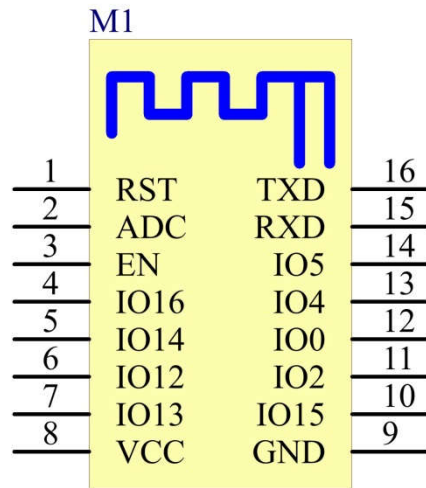 M1
1 RST TXD 16
2 ADC RXD 15
3 EN IO5 14
4 IO16 IO4 13
5 IO14 IO0 12
6 IO12 IO2 11
7 IO13 IO15 10
8 VCC GND 9